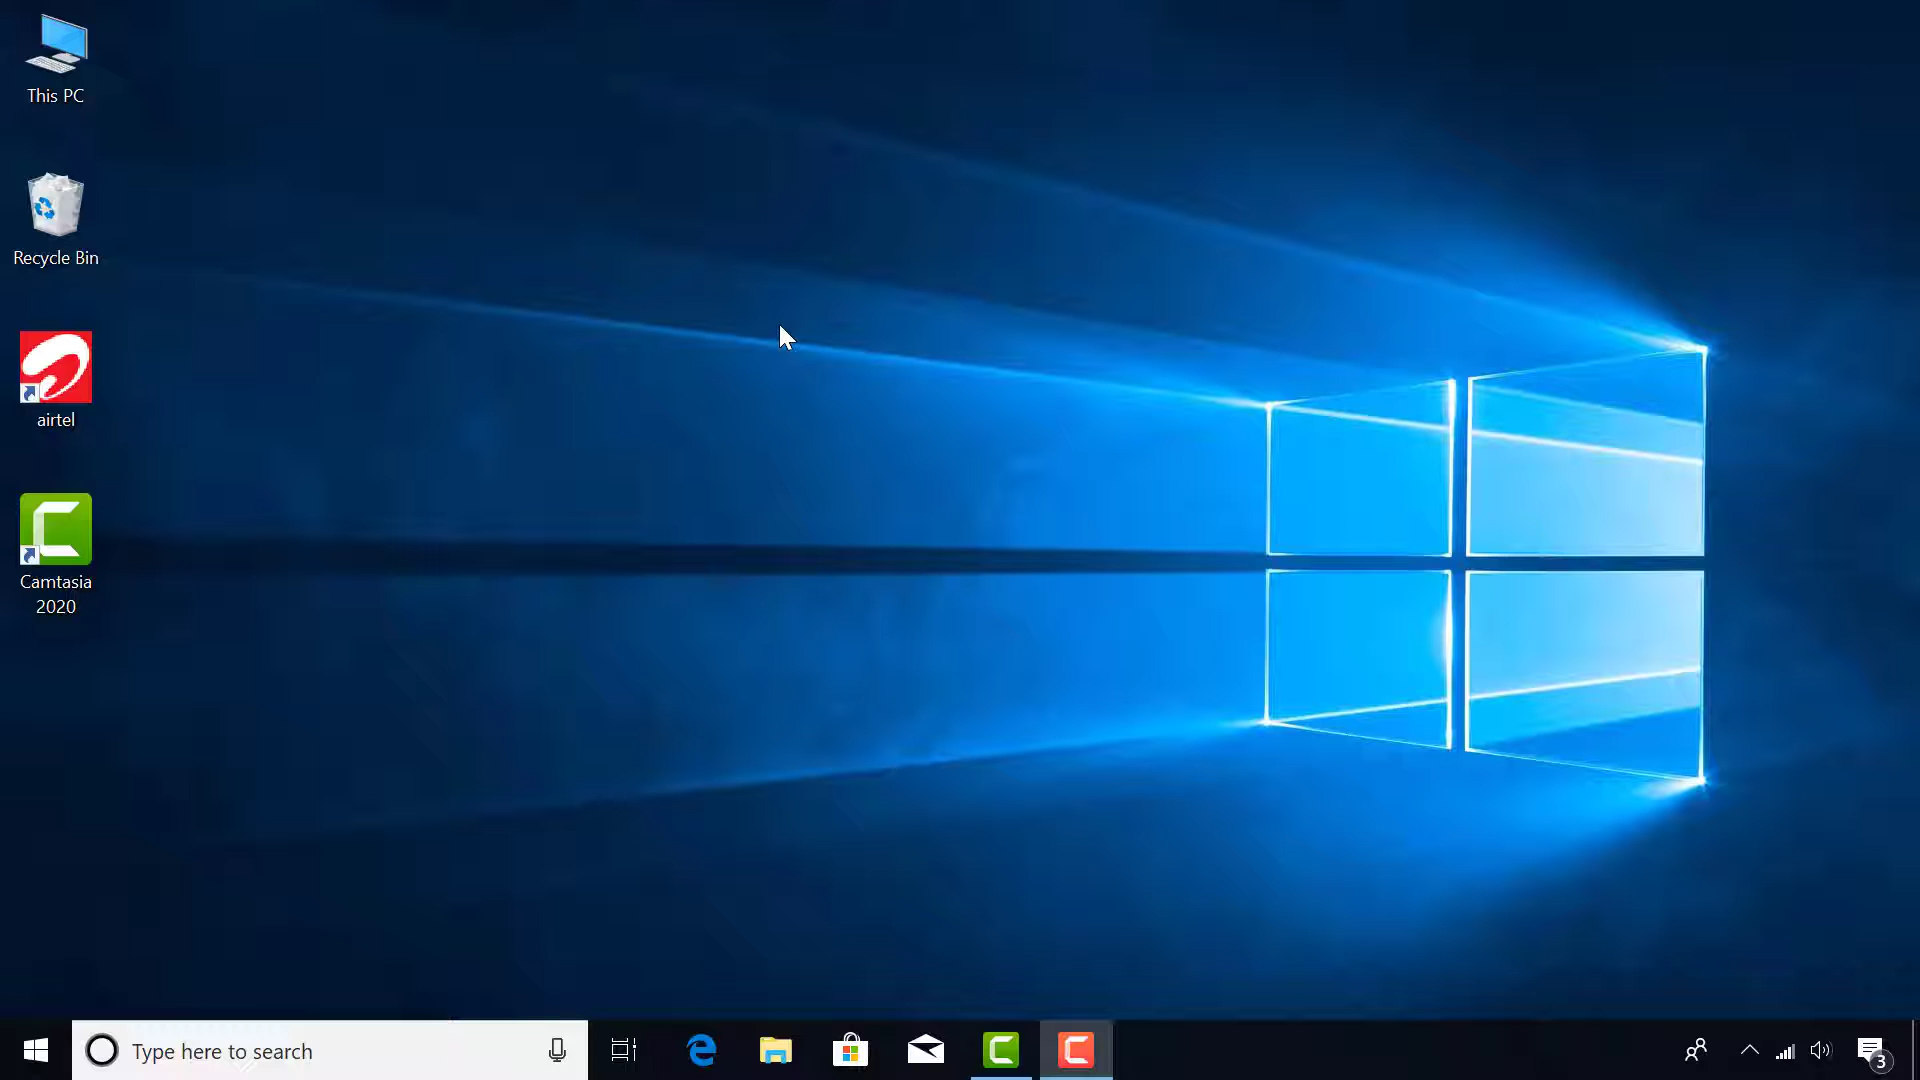 This PC
Recycle Bin
airtel
Camtasia
2020
Type here to search
3